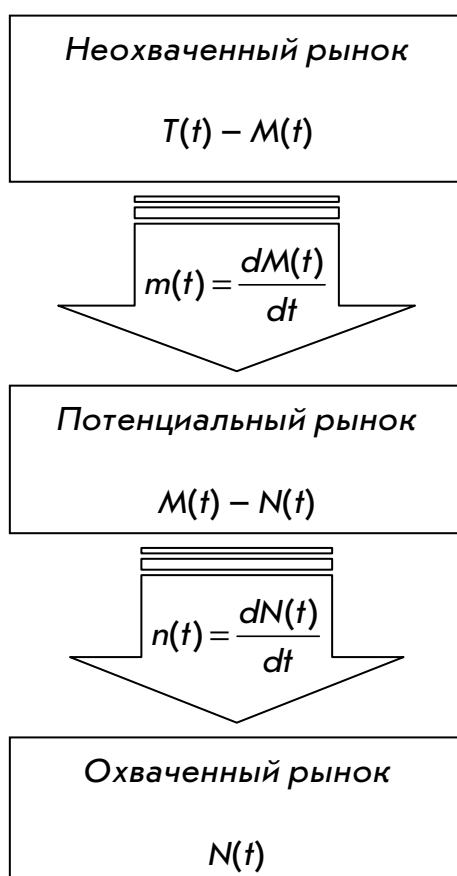 Неохваченный рынок
T(t) – M(t)
m(t) = dM(t)/dt
Потенциальный рынок
M(t) – N(t)
n(t) = dN(t)/dt
Охваченный рынок
N(t)